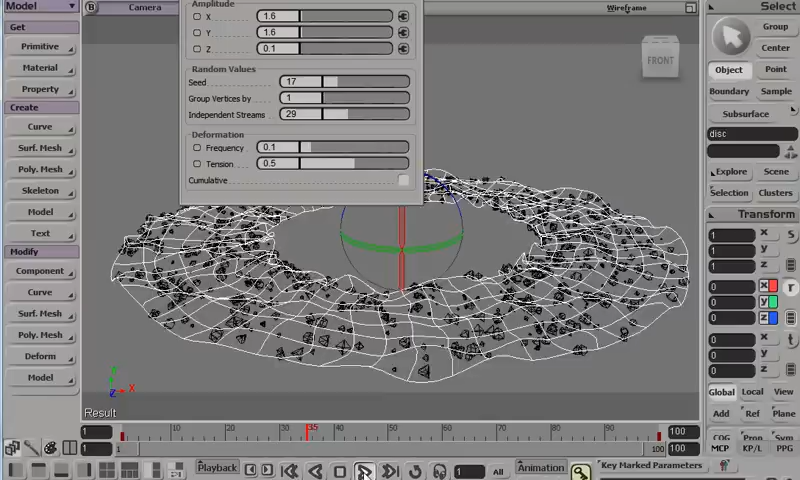 Model
Get
Primitive
Material
Property
Create
Curve
Surf. Mesh
Poly. Mesh
Skeleton
Model
Text
Modify
Component
Curve
Surf. Mesh
Poly. Mesh
Deform
Model
B Camera
Amplitude
X 1.6
Y 1.6
Z 0.1
Random Values
Seed 17
Group Vertices by 1
Independent Streams 29
Deformation
Frequency 0.1
Tension 0.5
Cumulative
Wireframe
FRONT
Y
Z X
Result
Select
Group
Center
Object Point
Boundary Sample
Subsurface
disc
Explore Scene
Selection Clusters
Transform
1 x S
1 y
1 z
0 x r
0 y
0 z
0 x t
0 y
0 z
Global Local View
Add Ref Plane
COG Prop Sym
MCP KP/L PPG
1 10 20 30 35 40 50 60 70 80 90 100 100
1 1 100 100
Playback 1 All Animation Key Marked Parameters